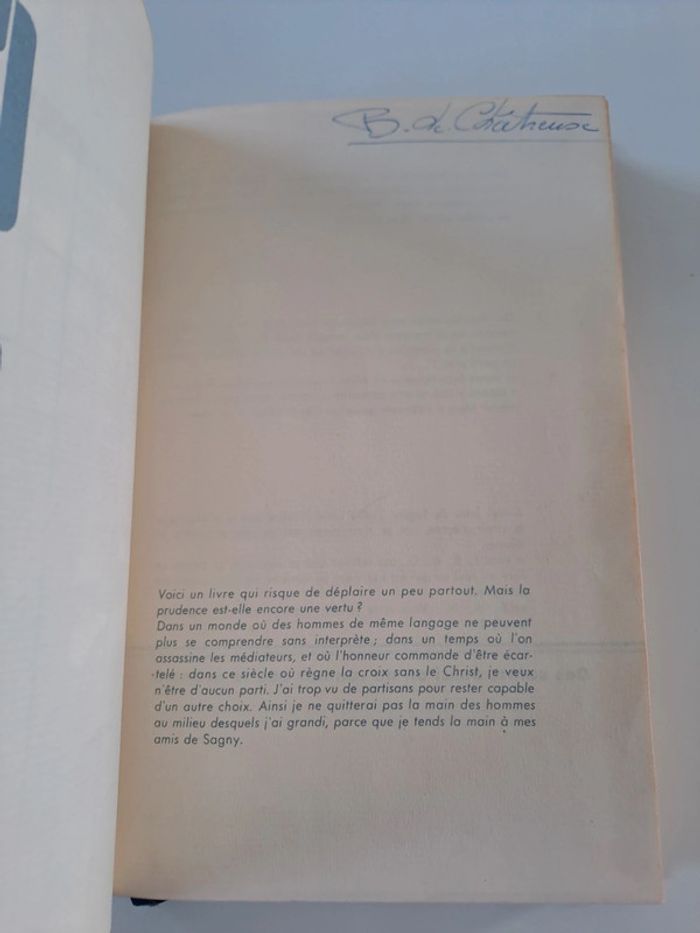 B. de Chatreuse
Voici un livre qui risque de déplaire un peu partout. Mais la
prudence est-elle encore une vertu ?
Dans un monde où des hommes de même langage ne peuvent
plus se comprendre sans interprète ; dans un temps où l'on
assassine les médiateurs, et où l'honneur commande d'être écar-
telé : dans ce siècle où règne la croix sans le Christ, je veux
n'être d'aucun parti. J'ai trop vu de partisans pour rester capable
d'un autre choix. Ainsi je ne quitterai pas la main des hommes
au milieu desquels j'ai grandi, parce que je tends la main à mes
amis de Sagny.